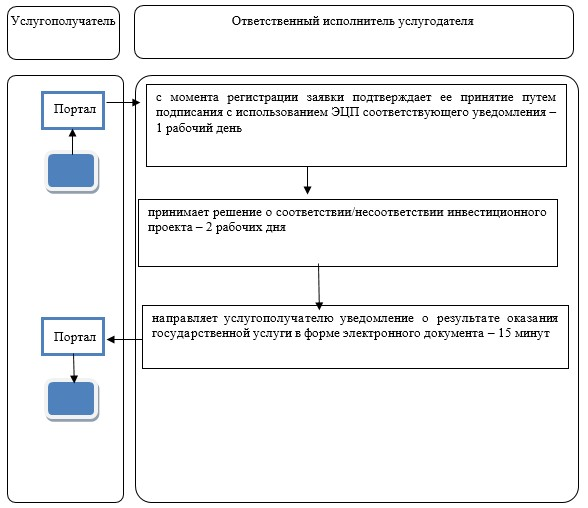 Услугополучатель
Ответственный исполнитель услугодателя
Портал
с момента регистрации заявки подтверждает ее принятие путем
подписания с использованием ЭЦП соответствующего уведомления –
1 рабочий день
принимает решение о соответствии/несоответствии инвестиционного
проекта – 2 рабочих дня
направляет услугополучателю уведомление о результате оказания
государственной услуги в форме электронного документа – 15 минут
Портал